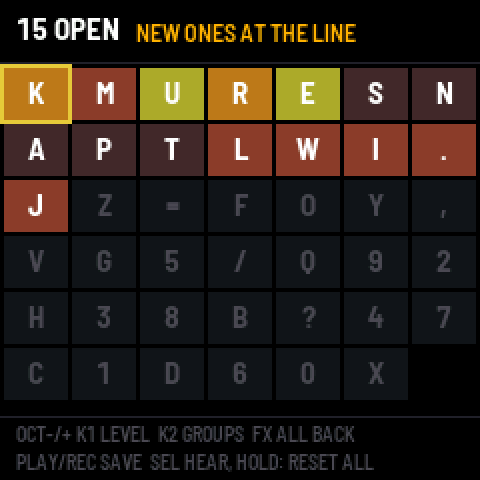 15 OPEN NEW ONES AT THE LINE
K M U R E S N
A P T L W I .
J Z = F O Y ,
V G 5 / Q 9 2
H 3 8 B ? 4 7
C 1 D 6 0 X
OCT-/+ K1 LEVEL K2 GROUPS FX ALL BACK
PLAY/REC SAVE SEL HEAR, HOLD: RESET ALL